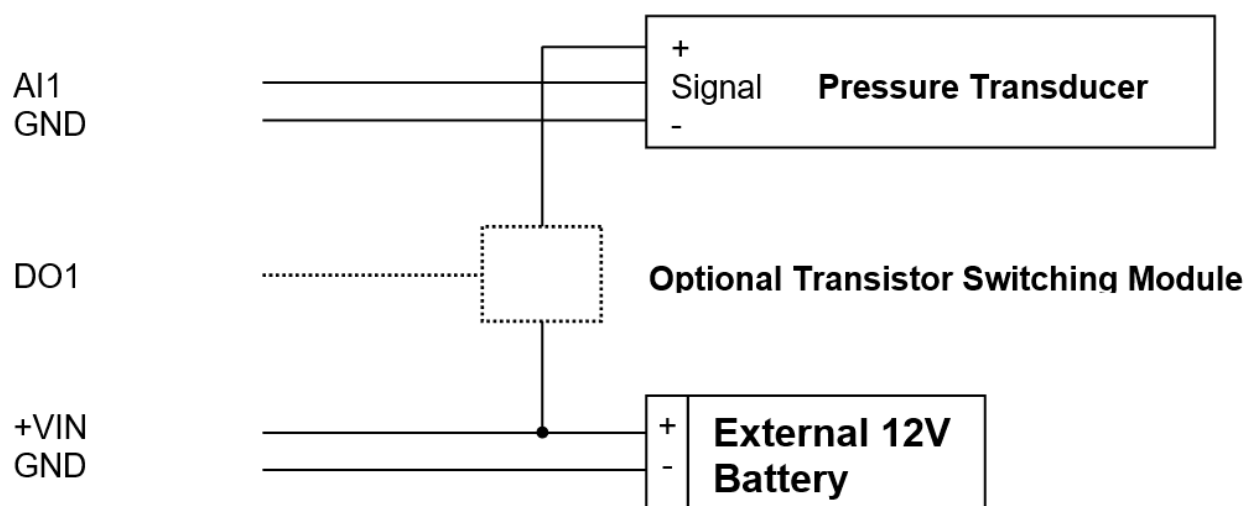 +
AI1 Signal Pressure Transducer
GND -
DO1 Optional Transistor Switching Module
+VIN + External 12V
GND - Battery